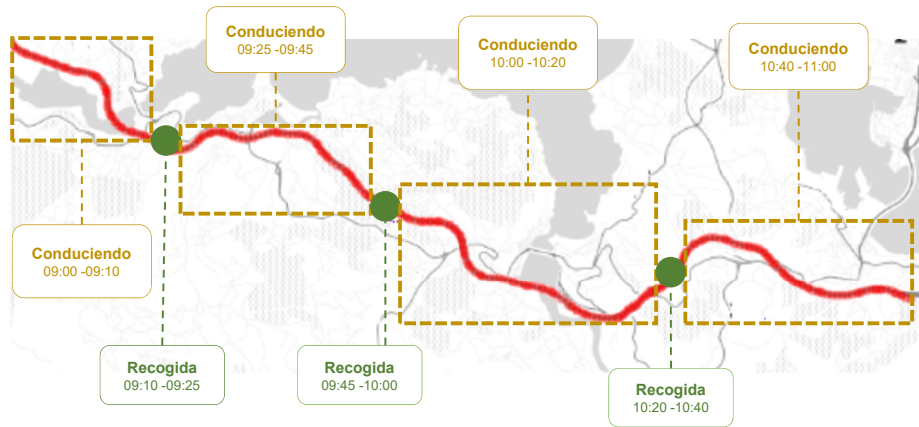 Conduciendo
09:25 -09:45
Conduciendo
10:00 -10:20
Conduciendo
10:40 -11:00
Conduciendo
09:00 -09:10
Recogida
09:10 -09:25
Recogida
09:45 -10:00
Recogida
10:20 -10:40